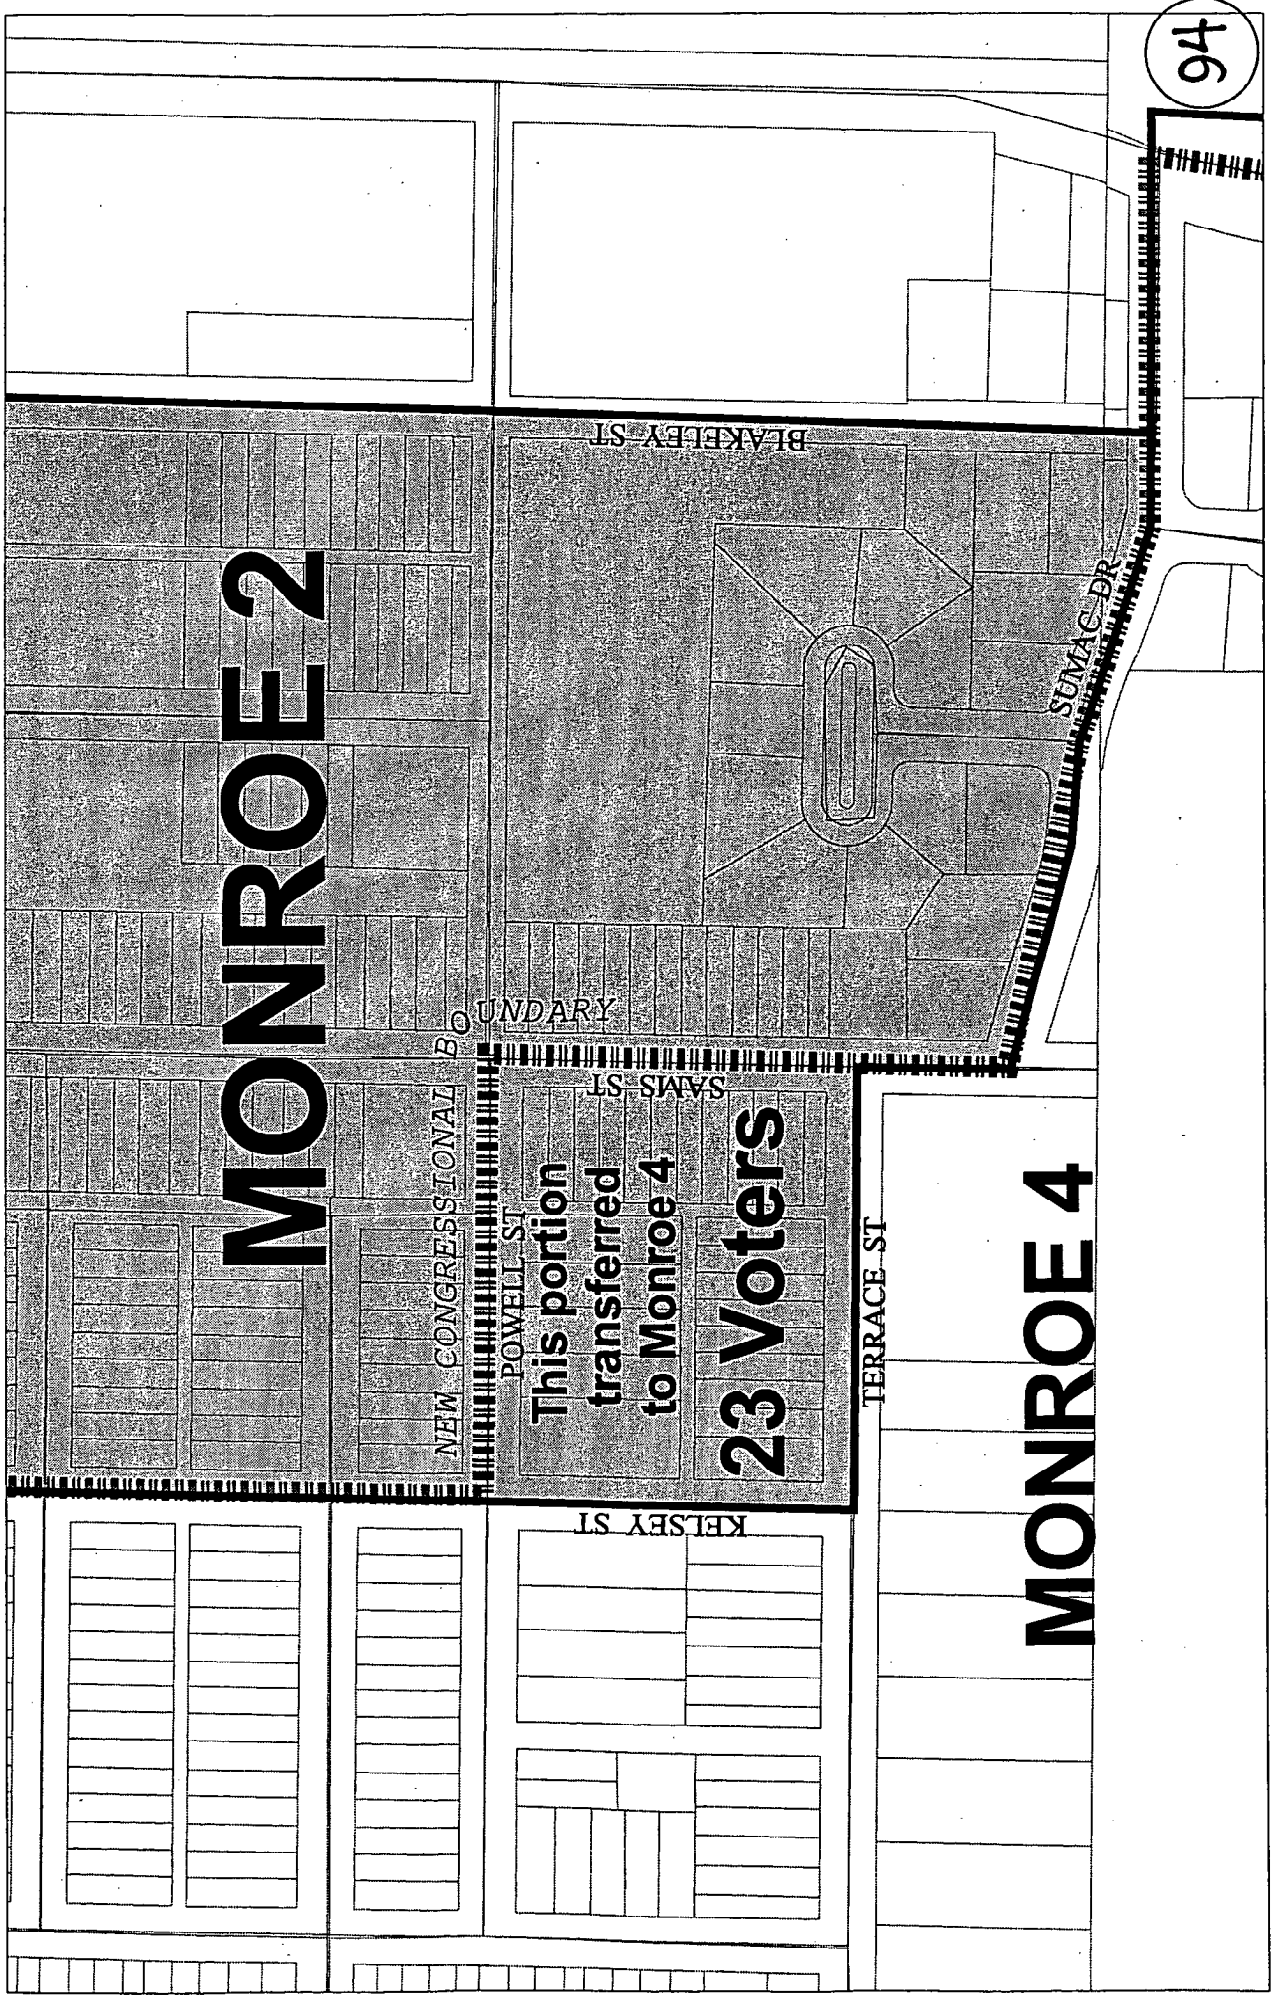 94
BLAKELEY ST
MONROE 2
SUMAC DR
NEW CONGRESSIONAL BOUNDARY
SAMS ST
POWELL ST
This portion
transferred
to Monroe 4
23 Voters
TERRACE ST
KELSEY ST
MONROE 4